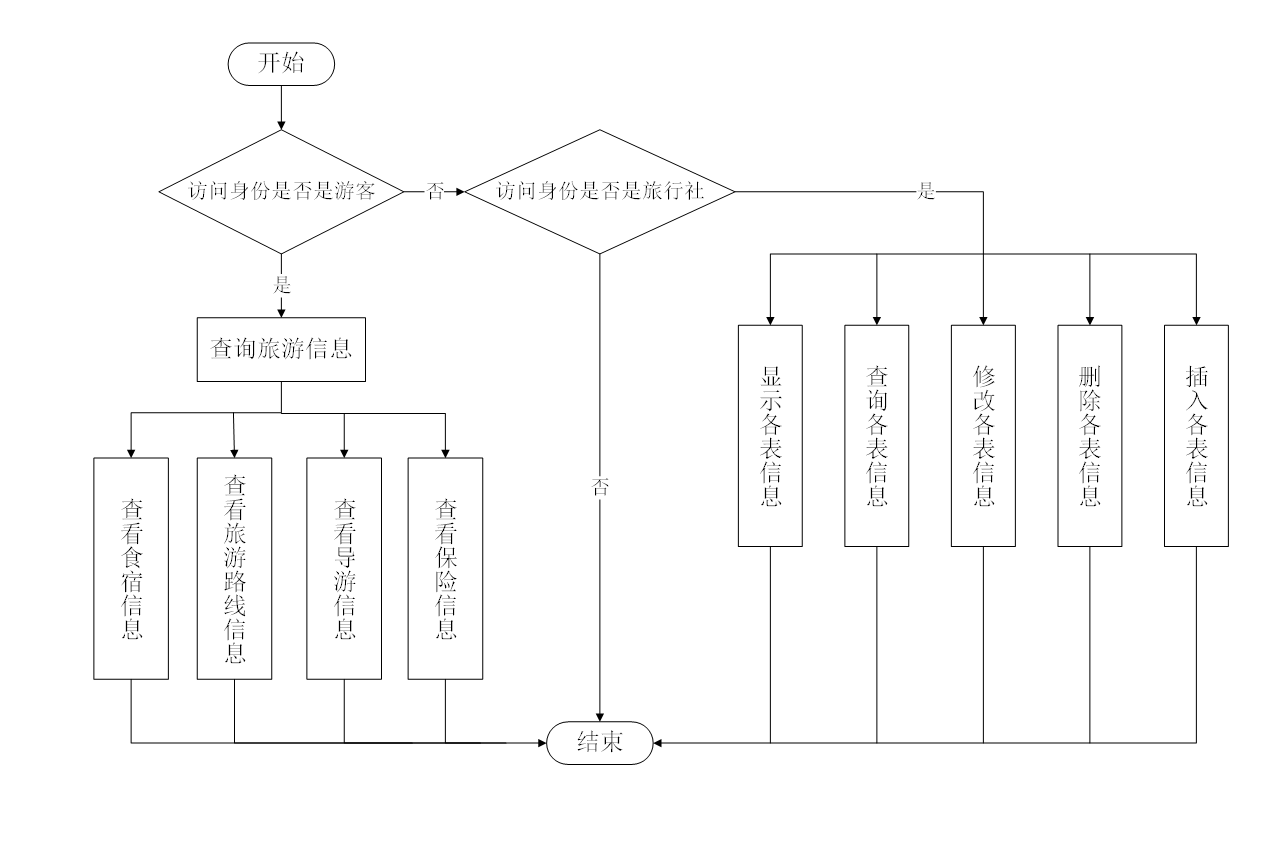 开始
访问身份是否是游客
否
访问身份是否是旅行社
是
是
查询旅游信息
查看食宿信息
查看旅游路线信息
查看导游信息
查看保险信息
否
显示各表信息
查询各表信息
修改各表信息
删除各表信息
插入各表信息
结束